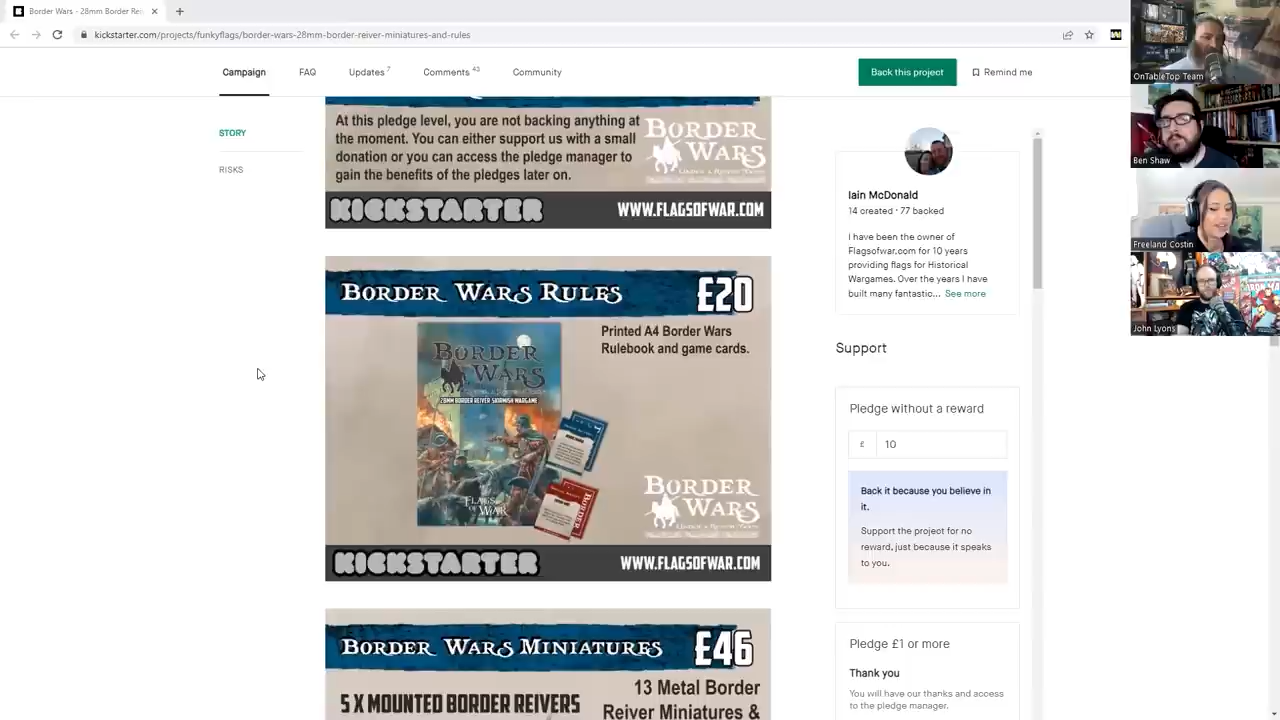 Border Wars - 28mm Border Rei
kickstarter.com/projects/funkyflags/border-wars-28mm-border-reiver-miniatures-and-rules
Campaign
FAQ
Updates 7
Comments 43
Community
Back this project
Remind me
STORY
RISKS
At this pledge level, you are not backing anything at
the moment. You can either support us with a small
donation or you can access the pledge manager to
gain the benefits of the pledges later on.
BORDER
WARS
KICKSTARTER
WWW.FLAGSOFWAR.COM
BORDER WARS RULES
£20
Printed A4 Border Wars
Rulebook and game cards.
BORDER
WARS
28MM BORDER REIVER SKIRMISH WARGAME
FLAGS
OF WAR
BORDER
BORDER
WARS
KICKSTARTER
WWW.FLAGSOFWAR.COM
BORDER WARS MINIATURES
£46
5 X MOUNTED BORDER REIVERS
13 Metal Border
Reiver Miniatures &
Iain McDonald
14 created · 77 backed
I have been the owner of
Flagsofwar.com for 10 years
providing flags for Historical
Wargames. Over the years I have
built many fantastic... See more
Support
Pledge without a reward
£
10
Back it because you believe in
it.
Support the project for no
reward, just because it speaks
to you.
Pledge £1 or more
Thank you
You will have our thanks and access
to the pledge manager.
OnTableTop Team
Ben Shaw
Freeland Costin
John Lyons